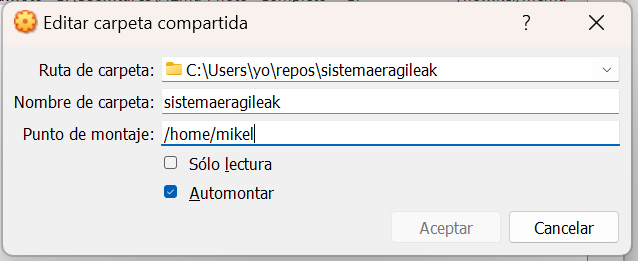 Editar carpeta compartida
Ruta de carpeta: C:\Users\yo\repos\sistemaeragileak
Nombre de carpeta: sistemaeragileak
Punto de montaje: /home/mikel
Sólo lectura
Automontar
Aceptar Cancelar